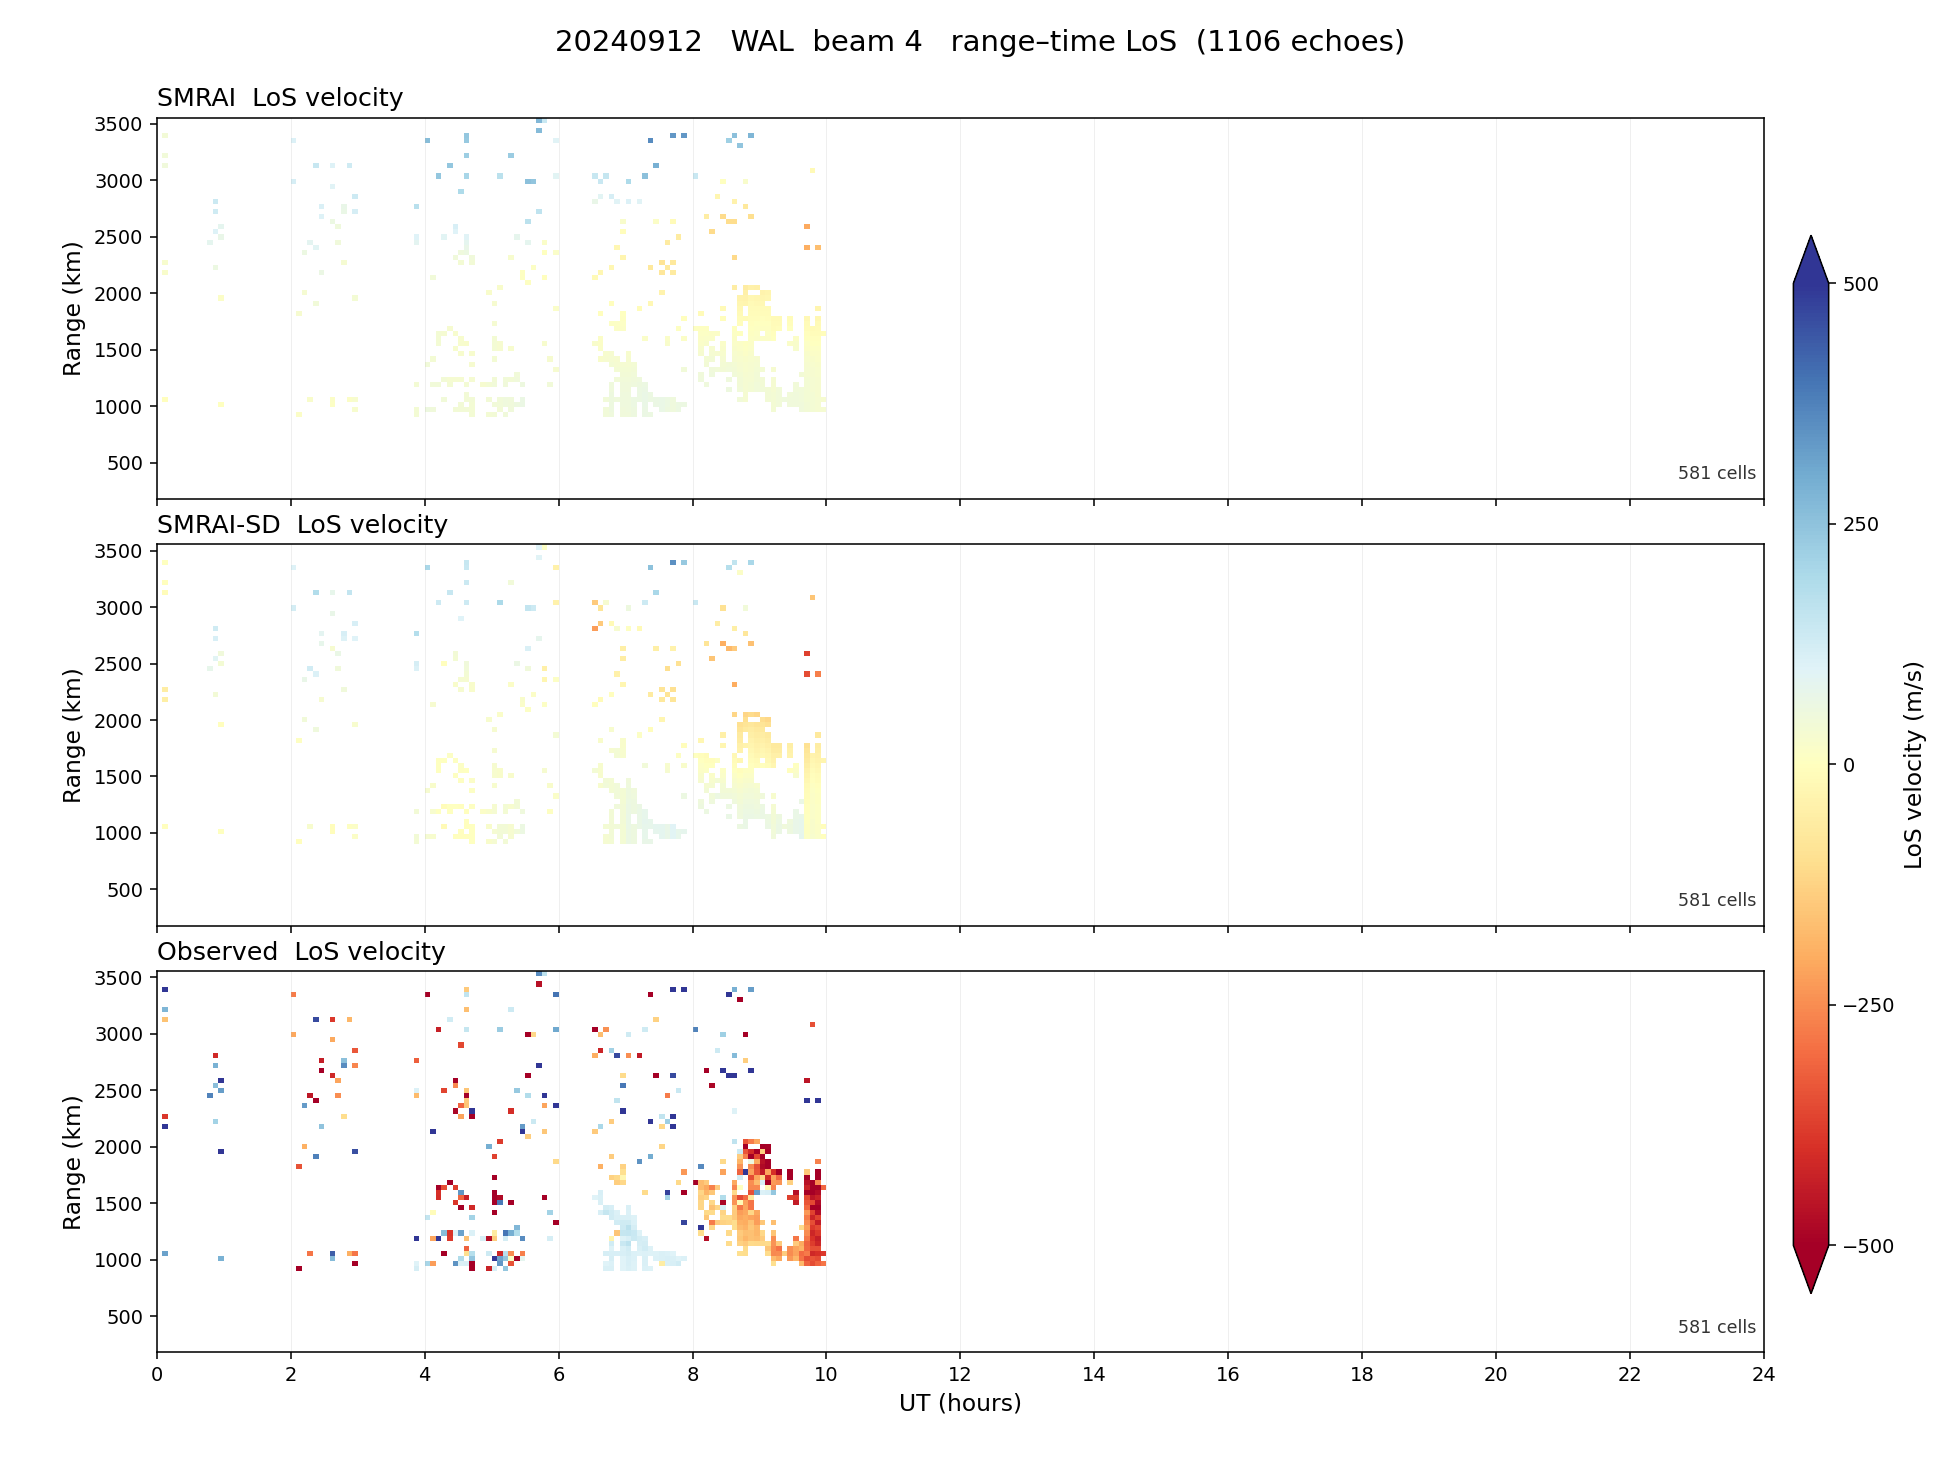 20240912   WAL  beam 4   range–time LoS  (1106 echoes)
SMRAI  LoS velocity
3500
3000
2500
2000
1500
1000
500
Range (km)
581 cells
SMRAI-SD  LoS velocity
3500
3000
2500
2000
1500
1000
500
Range (km)
581 cells
Observed  LoS velocity
3500
3000
2500
2000
1500
1000
500
Range (km)
581 cells
0 2 4 6 8 10 12 14 16 18 20 22 24
UT (hours)
500
250
0
−250
−500
LoS velocity (m/s)